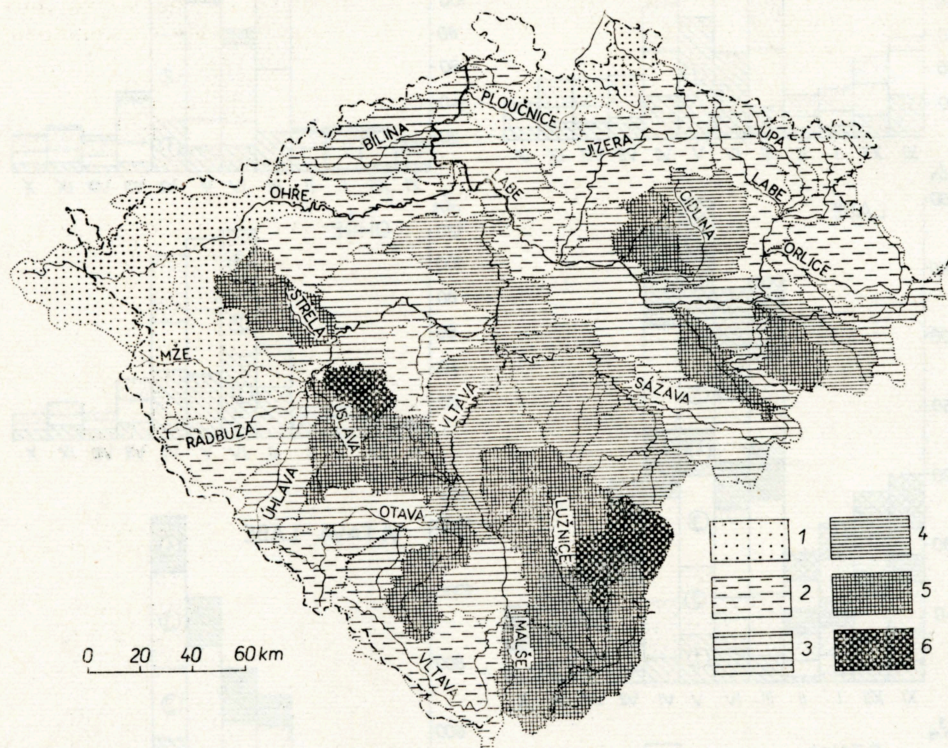 PLOUČNICE
BÍLINA
JIZERA
ÚPA
OHŘE
LABE
LABE
CIDLINA
ORLICE
STŘELA
MŽE
ÚSLAVA
VLTAVA
SÁZAVA
RADBUZA
ÚHLAVA
OTAVA
LUŽNICE
MALŠE
VLTAVA
1
2
3
4
5
6
0 20 40 60 km